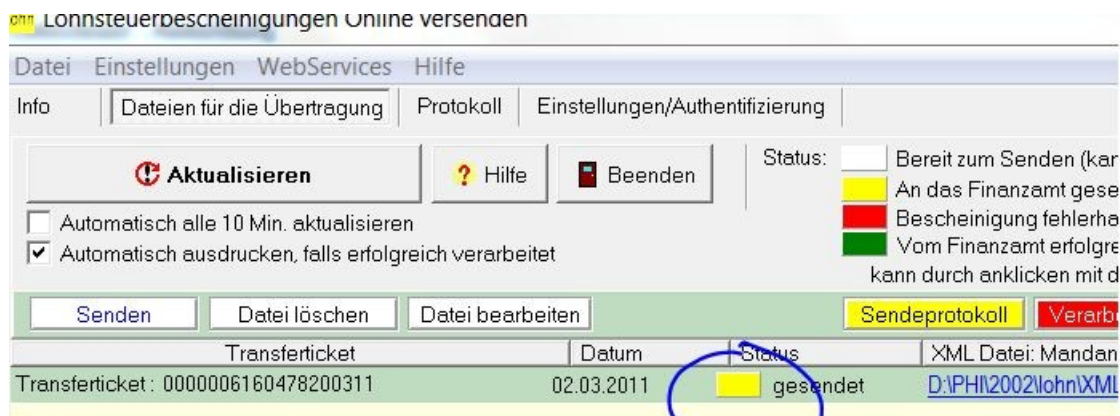 Lohnsteuerbescheinigungen Online versenden
Datei Einstellungen WebServices Hilfe
Info Dateien für die Übertragung Protokoll Einstellungen/Authentifizierung
Aktualisieren ? Hilfe Beenden Status: Bereit zum Senden (kar
An das Finanzamt gese
Automatisch alle 10 Min. aktualisieren Bescheinigung fehlerha
Automatisch ausdrucken, falls erfolgreich verarbeitet Vom Finanzamt erfolgre
kann durch anklicken mit d
Senden Datei löschen Datei bearbeiten Sendeprotokoll Verarb
Transferticket Datum Status XML Datei: Mandan
Transferticket: 0000006160478200311 02.03.2011 gesendet D:\PHI\2002\lohn\XML